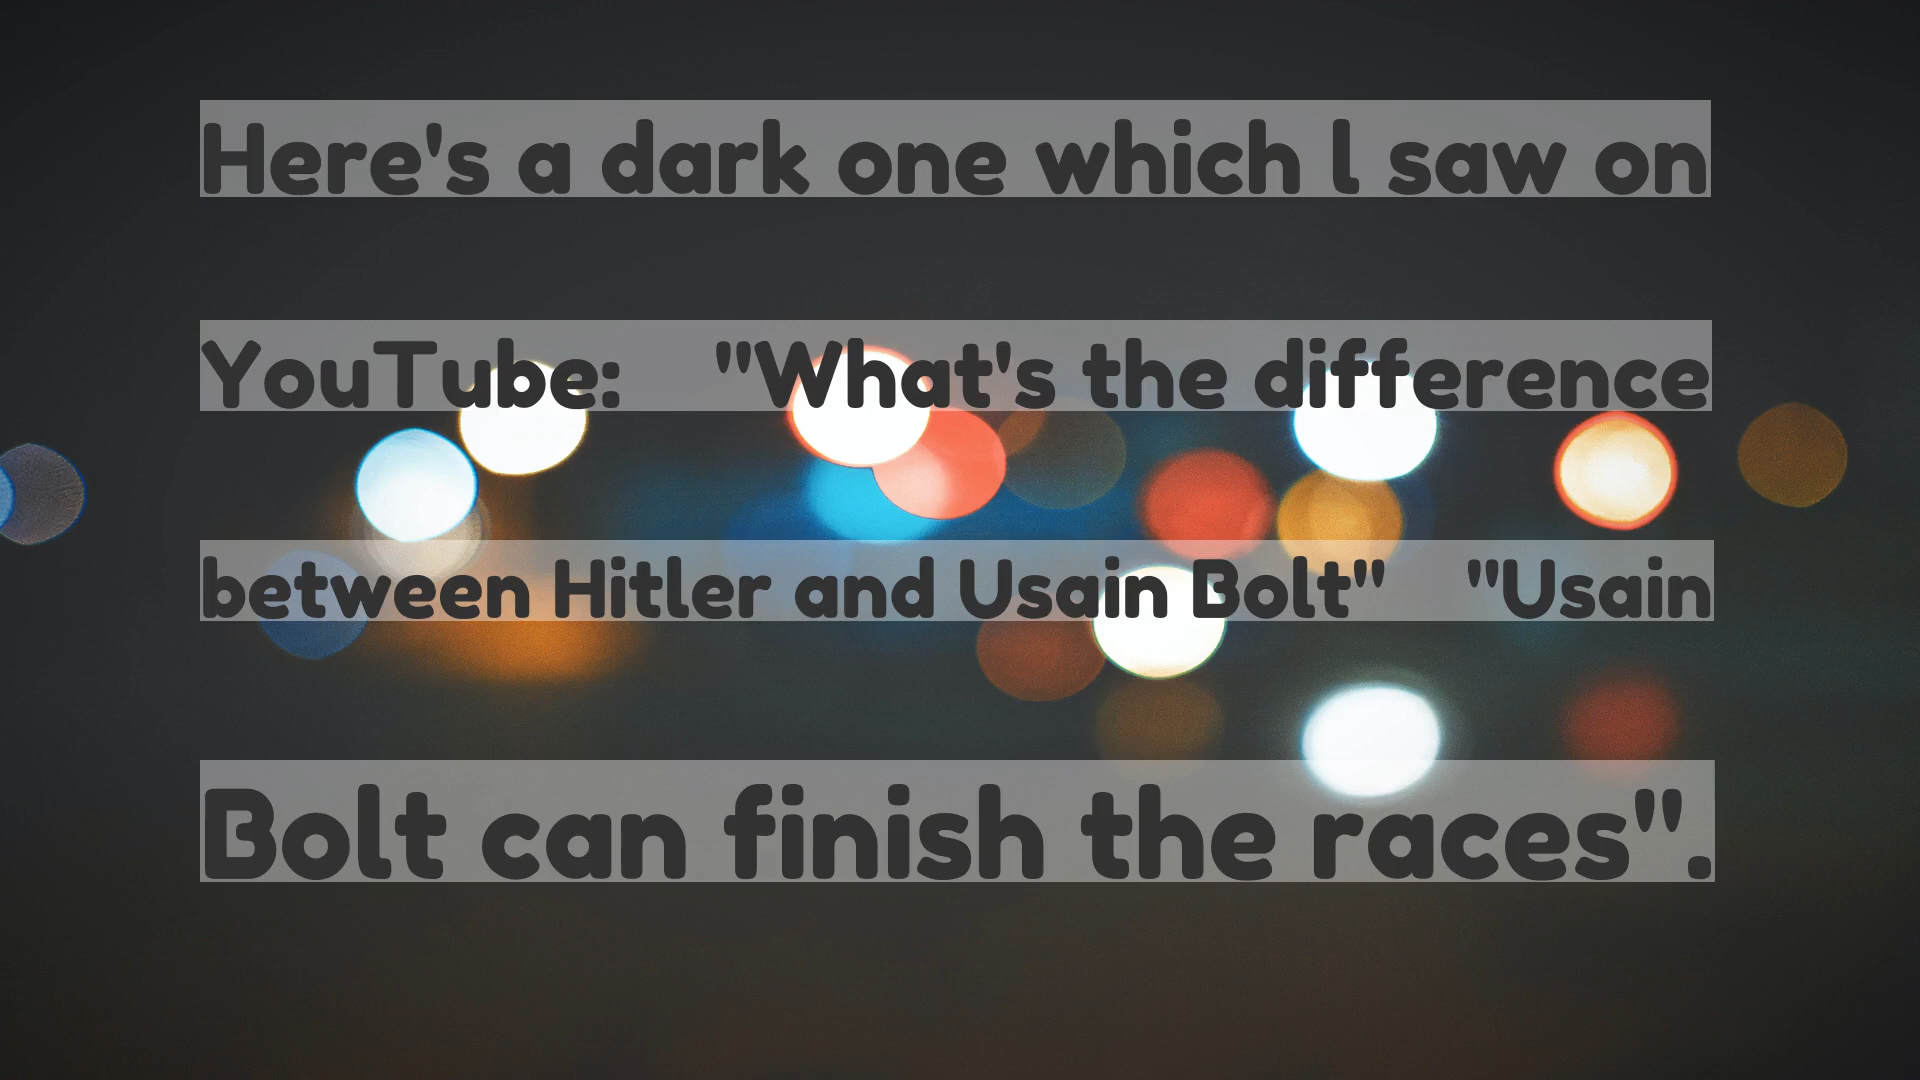 Here's a dark one which l saw on
YouTube: "What's the difference
between Hitler and Usain Bolt" "Usain
Bolt can finish the races".